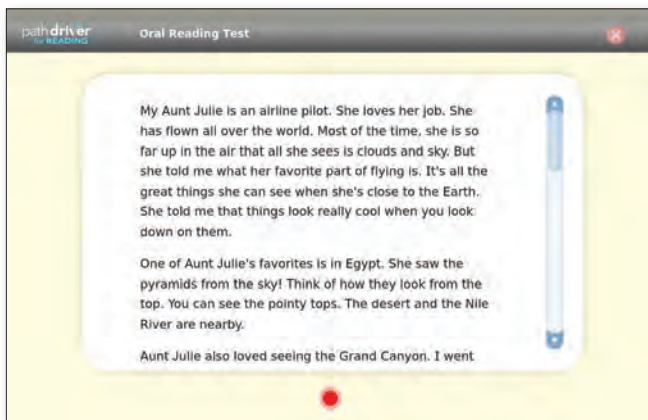 path driver
for READING
Oral Reading Test
My Aunt Julie is an airline pilot. She loves her job. She
has flown all over the world. Most of the time, she is so
far up in the air that all she sees is clouds and sky. But
she told me what her favorite part of flying is. It's all the
great things she can see when she's close to the Earth.
She told me that things look really cool when you look
down on them.
One of Aunt Julie's favorites is in Egypt. She saw the
pyramids from the sky! Think of how they look from the
top. You can see the pointy tops. The desert and the Nile
River are nearby.
Aunt Julie also loved seeing the Grand Canyon. I went